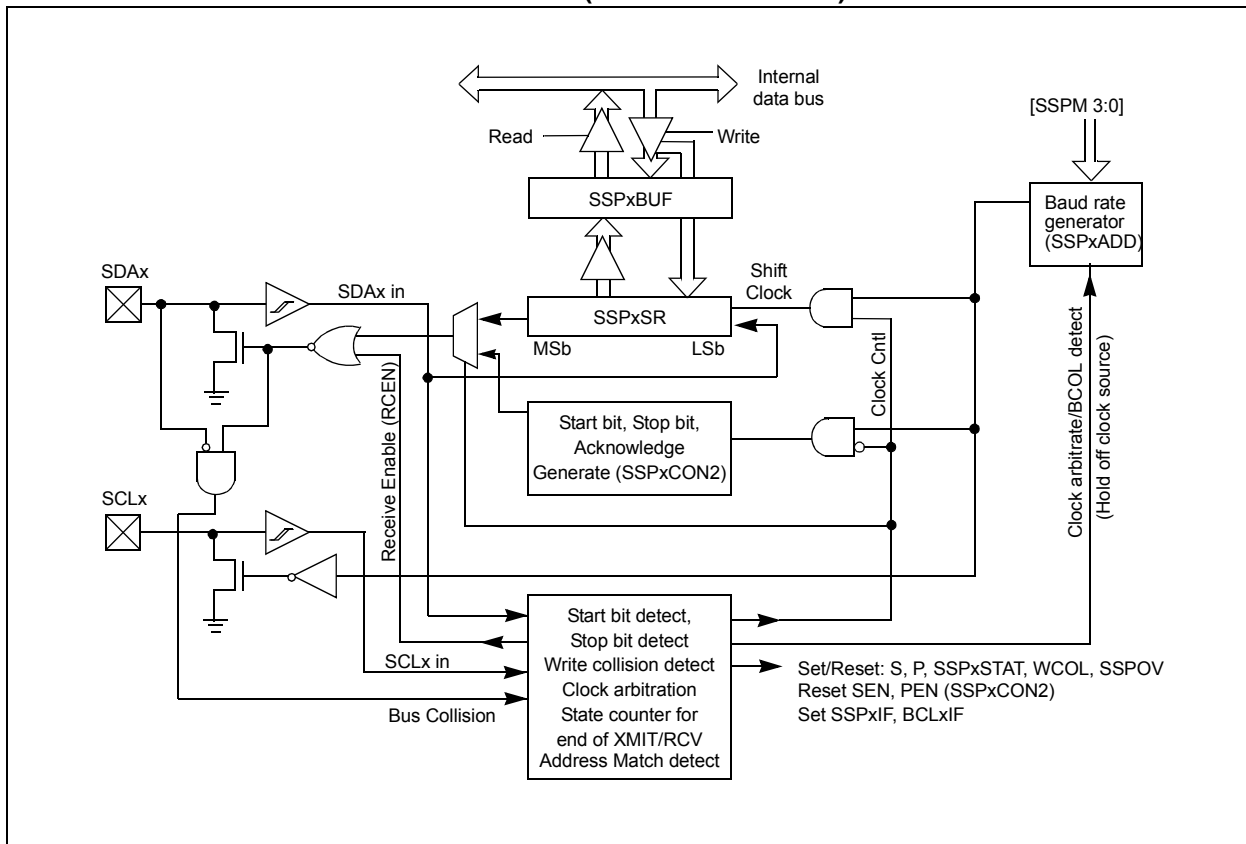 Internal
data bus
[SSPM 3:0]
Read
Write
SSPxBUF
Baud rate
generator
(SSPxADD)
SDAx
SDAx in
Shift
Clock
SSPxSR
MSb
LSb
Clock Cntl
Receive Enable (RCEN)
Start bit, Stop bit,
Acknowledge
Generate (SSPxCON2)
Clock arbitrate/BCOL detect
(Hold off clock source)
SCLx
SCLx in
Bus Collision
Start bit detect,
Stop bit detect
Write collision detect
Clock arbitration
State counter for
end of XMIT/RCV
Address Match detect
Set/Reset: S, P, SSPxSTAT, WCOL, SSPOV
Reset SEN, PEN (SSPxCON2)
Set SSPxIF, BCLxIF